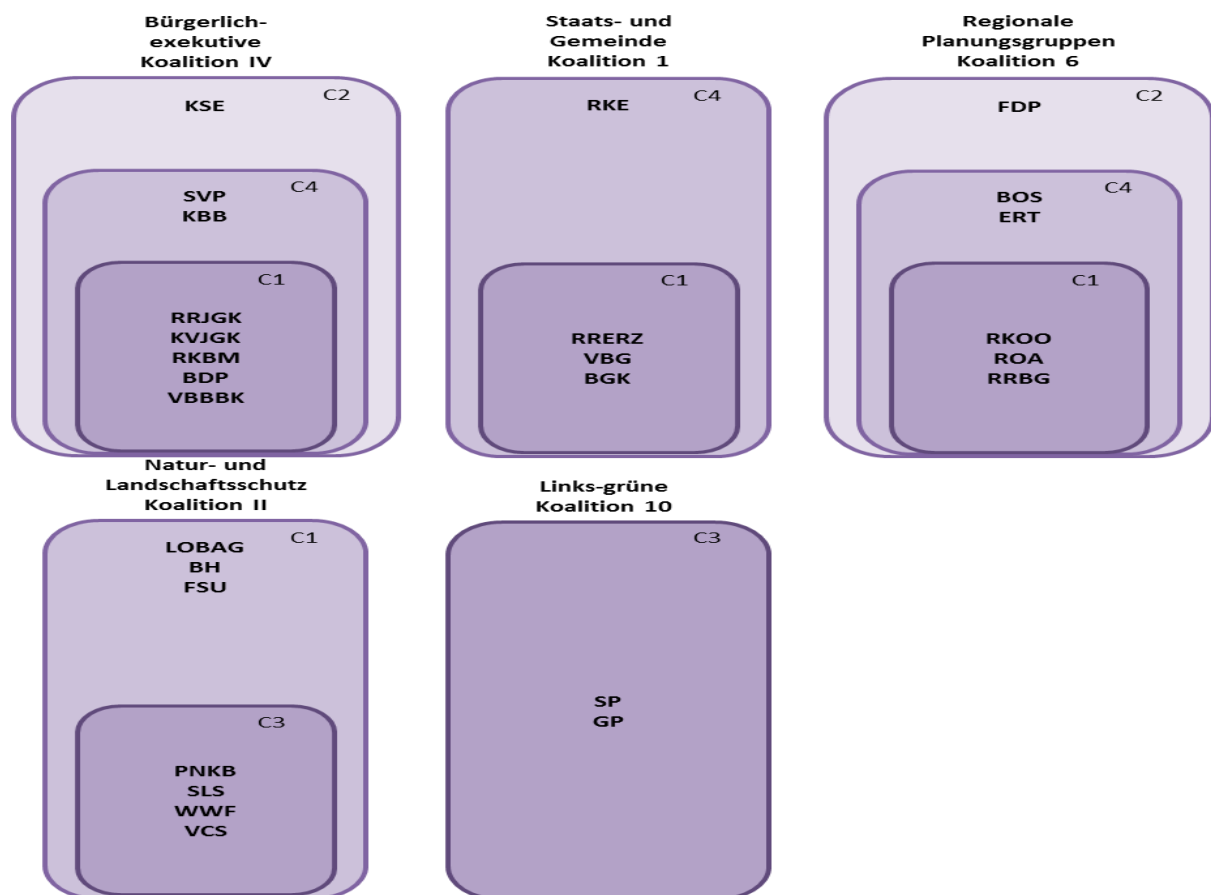 Bürgerlich-
exekutive
Koalition IV
C2
KSE
C4
SVP
KBB
C1
RRJGK
KVJGK
RKBM
BDP
VBBBK
Staats- und
Gemeinde
Koalition 1
C4
RKE
C1
RRERZ
VBG
BGK
Regionale
Planungsgruppen
Koalition 6
C2
FDP
C4
BOS
ERT
C1
RKOO
ROA
RRBG
Natur- und
Landschaftsschutz
Koalition II
C1
LOBAG
BH
FSU
C3
PNKB
SLS
WWF
VCS
Links-grüne
Koalition 10
C3
SP
GP